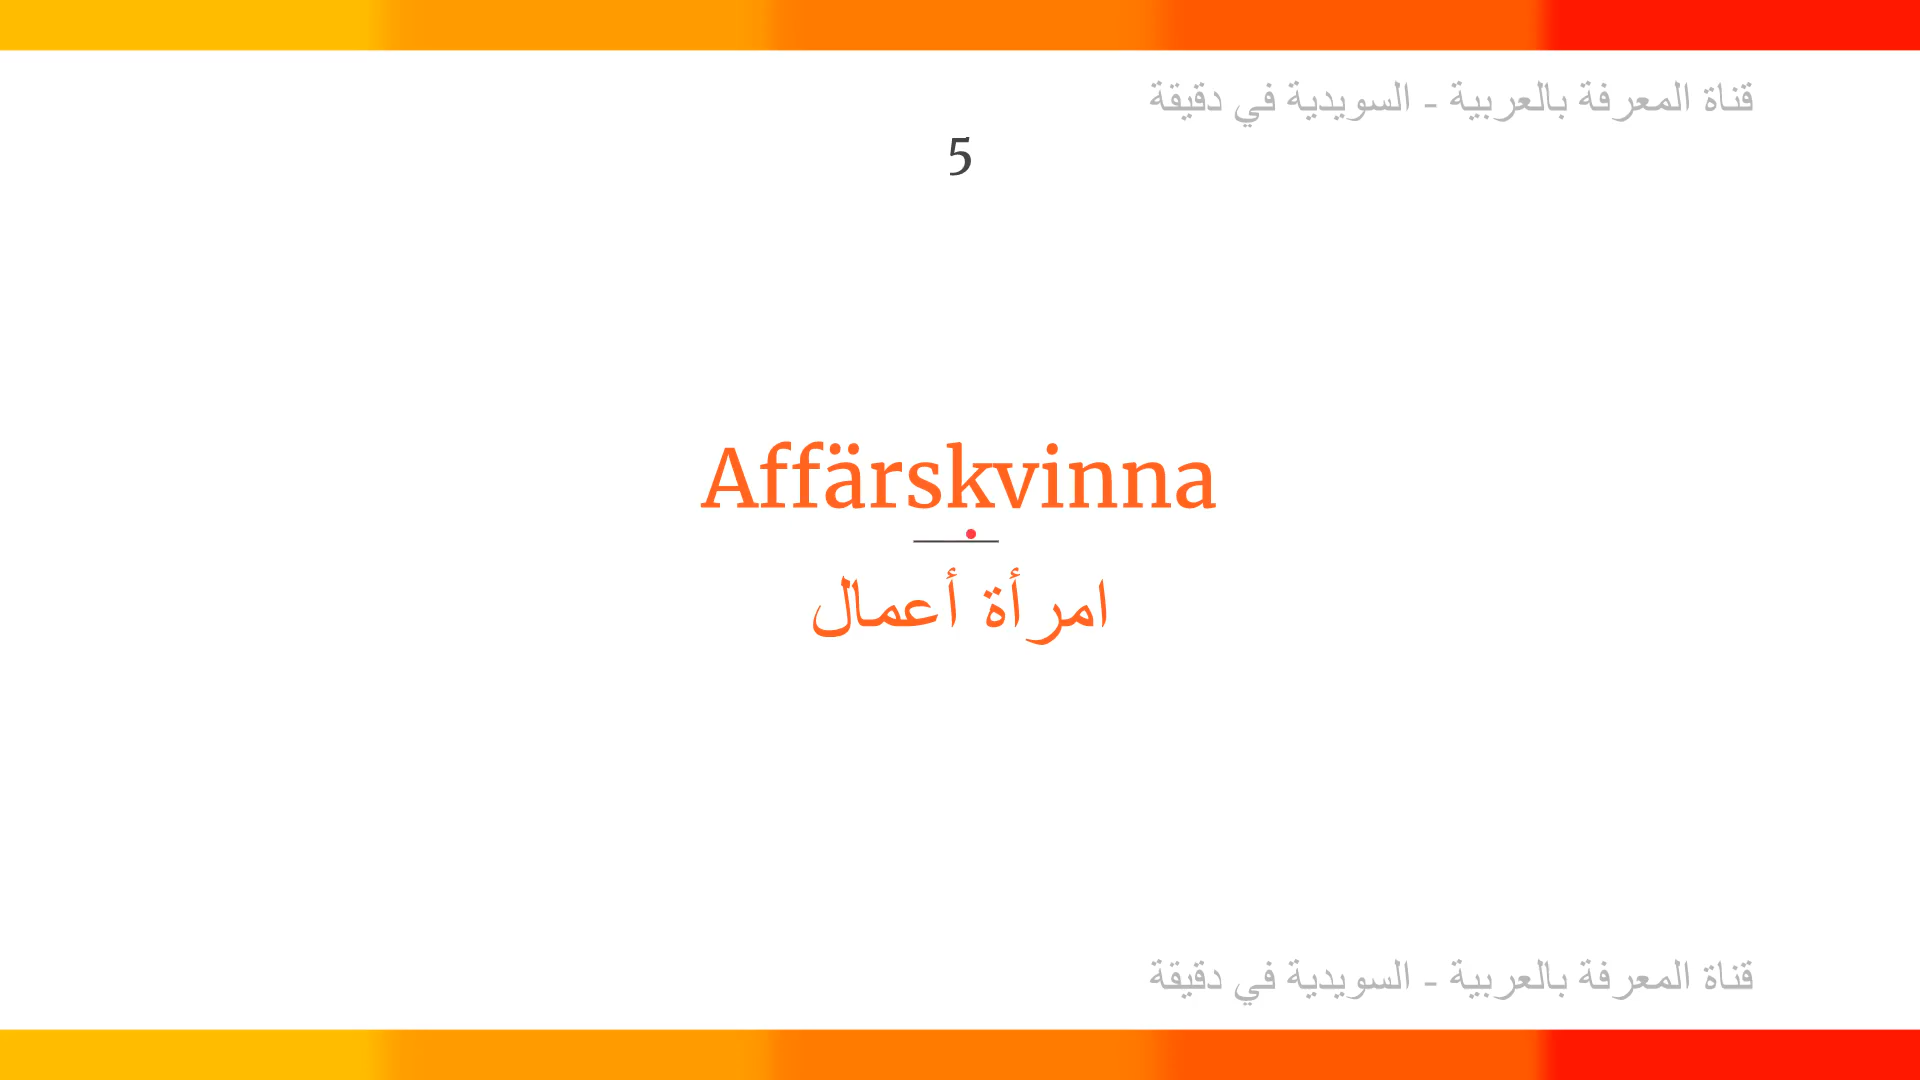 قناة المعرفة بالعربية - السويدية في دقيقة
5
Affärskvinna
امرأة أعمال
قناة المعرفة بالعربية - السويدية في دقيقة